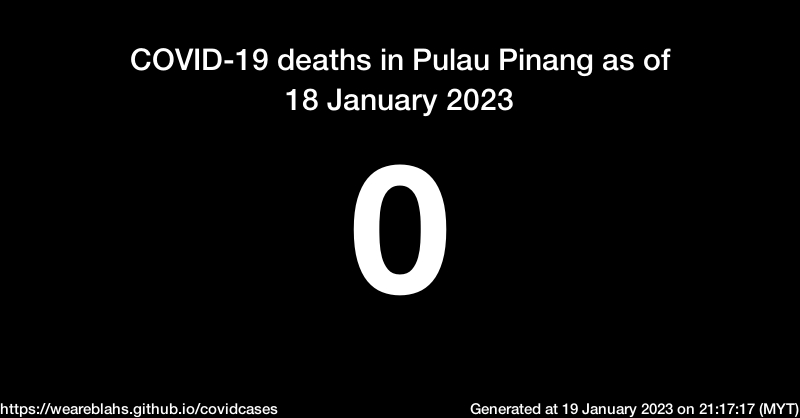 COVID-19 deaths in Pulau Pinang as of
18 January 2023
0
https://weareblahs.github.io/covidcases
Generated at 19 January 2023 on 21:17:17 (MYT)